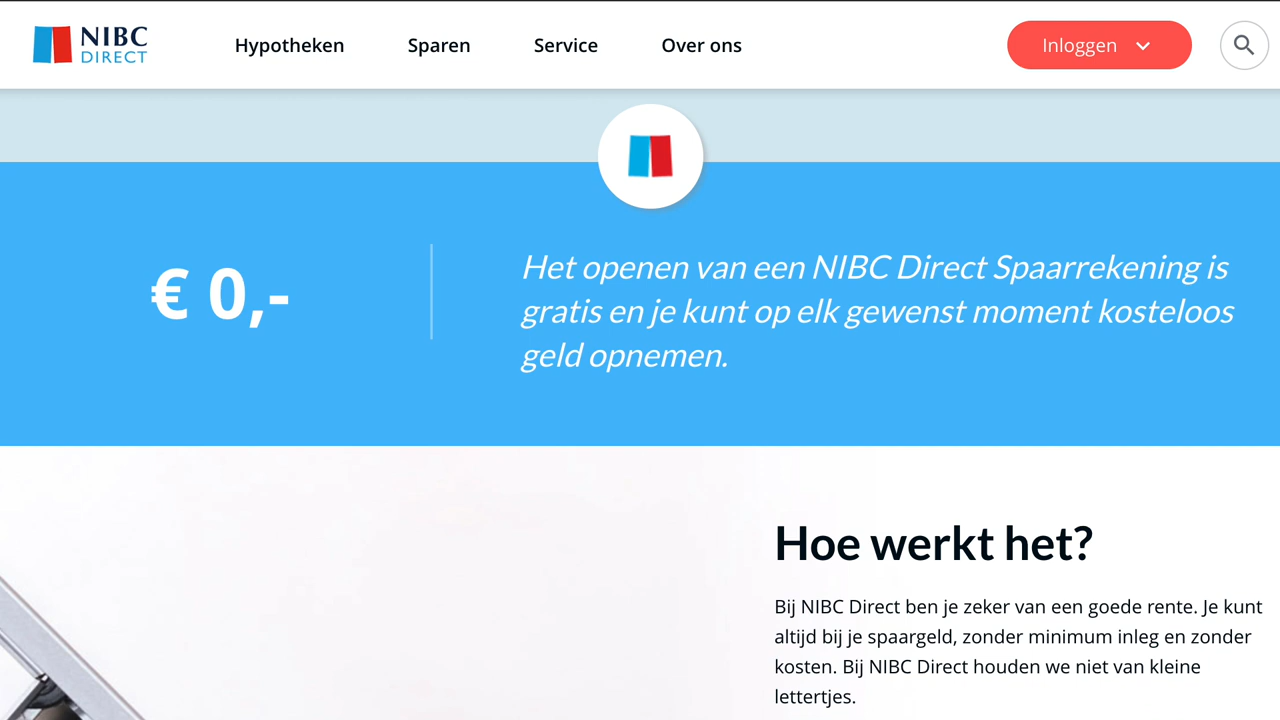 NIBC
DIRECT
Hypotheken
Sparen
Service
Over ons
Inloggen
€ 0,-
Het openen van een NIBC Direct Spaarrekening is
gratis en je kunt op elk gewenst moment kosteloos
geld opnemen.
Hoe werkt het?
Bij NIBC Direct ben je zeker van een goede rente. Je kunt
altijd bij je spaargeld, zonder minimum inleg en zonder
kosten. Bij NIBC Direct houden we niet van kleine
lettertjes.